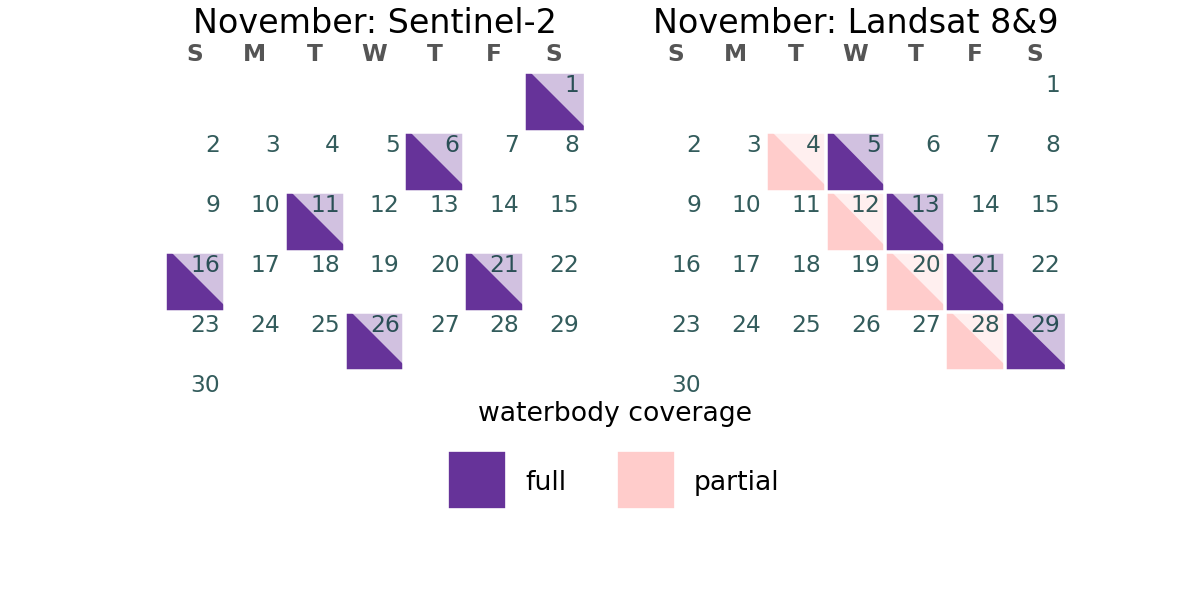 November: Sentinel-2
S M T W T F S
1
2 3 4 5 6 7 8
9 10 11 12 13 14 15
16 17 18 19 20 21 22
23 24 25 26 27 28 29
30
November: Landsat 8&9
S M T W T F S
1
2 3 4 5 6 7 8
9 10 11 12 13 14 15
16 17 18 19 20 21 22
23 24 25 26 27 28 29
30
waterbody coverage
full
partial